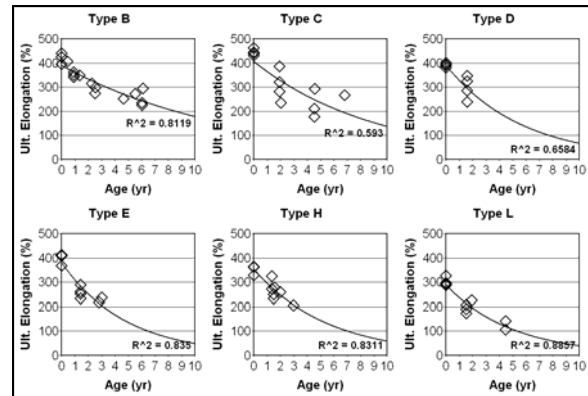 Type B
Type C
Type D
Ult. Elongation (%)
500
400
300
200
100
0
R^2 = 0.8119
0 1 2 3 4 5 6 7 8 9 10
Age (yr)
Ult. Elongation (%)
500
400
300
200
100
0
R^2 = 0.593
0 1 2 3 4 5 6 7 8 9 10
Age (yr)
Ult. Elongation (%)
500
400
300
200
100
0
R^2 = 0.6584
0 1 2 3 4 5 6 7 8 9 10
Age (yr)
Type E
Type H
Type L
Ult. Elongation (%)
500
400
300
200
100
0
R^2 = 0.835
0 1 2 3 4 5 6 7 8 9 10
Age (yr)
Ult. Elongation (%)
500
400
300
200
100
0
R^2 = 0.8311
0 1 2 3 4 5 6 7 8 9 10
Age (yr)
Ult. Elongation (%)
500
400
300
200
100
0
R^2 = 0.8857
0 1 2 3 4 5 6 7 8 9 10
Age (yr)